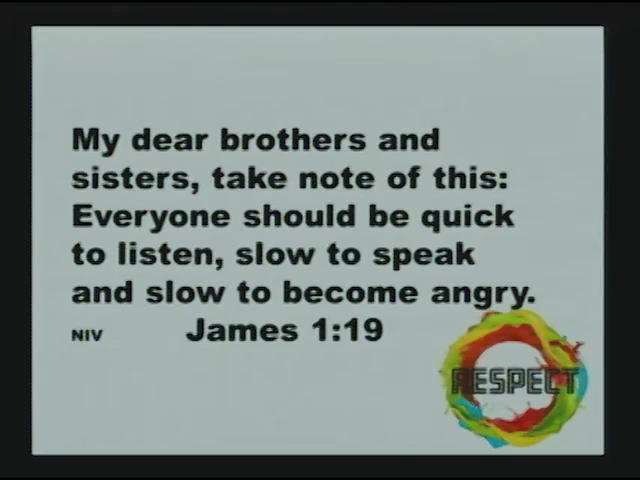 My dear brothers and
sisters, take note of this:
Everyone should be quick
to listen, slow to speak
and slow to become angry.
NIV James 1:19
RESPECT